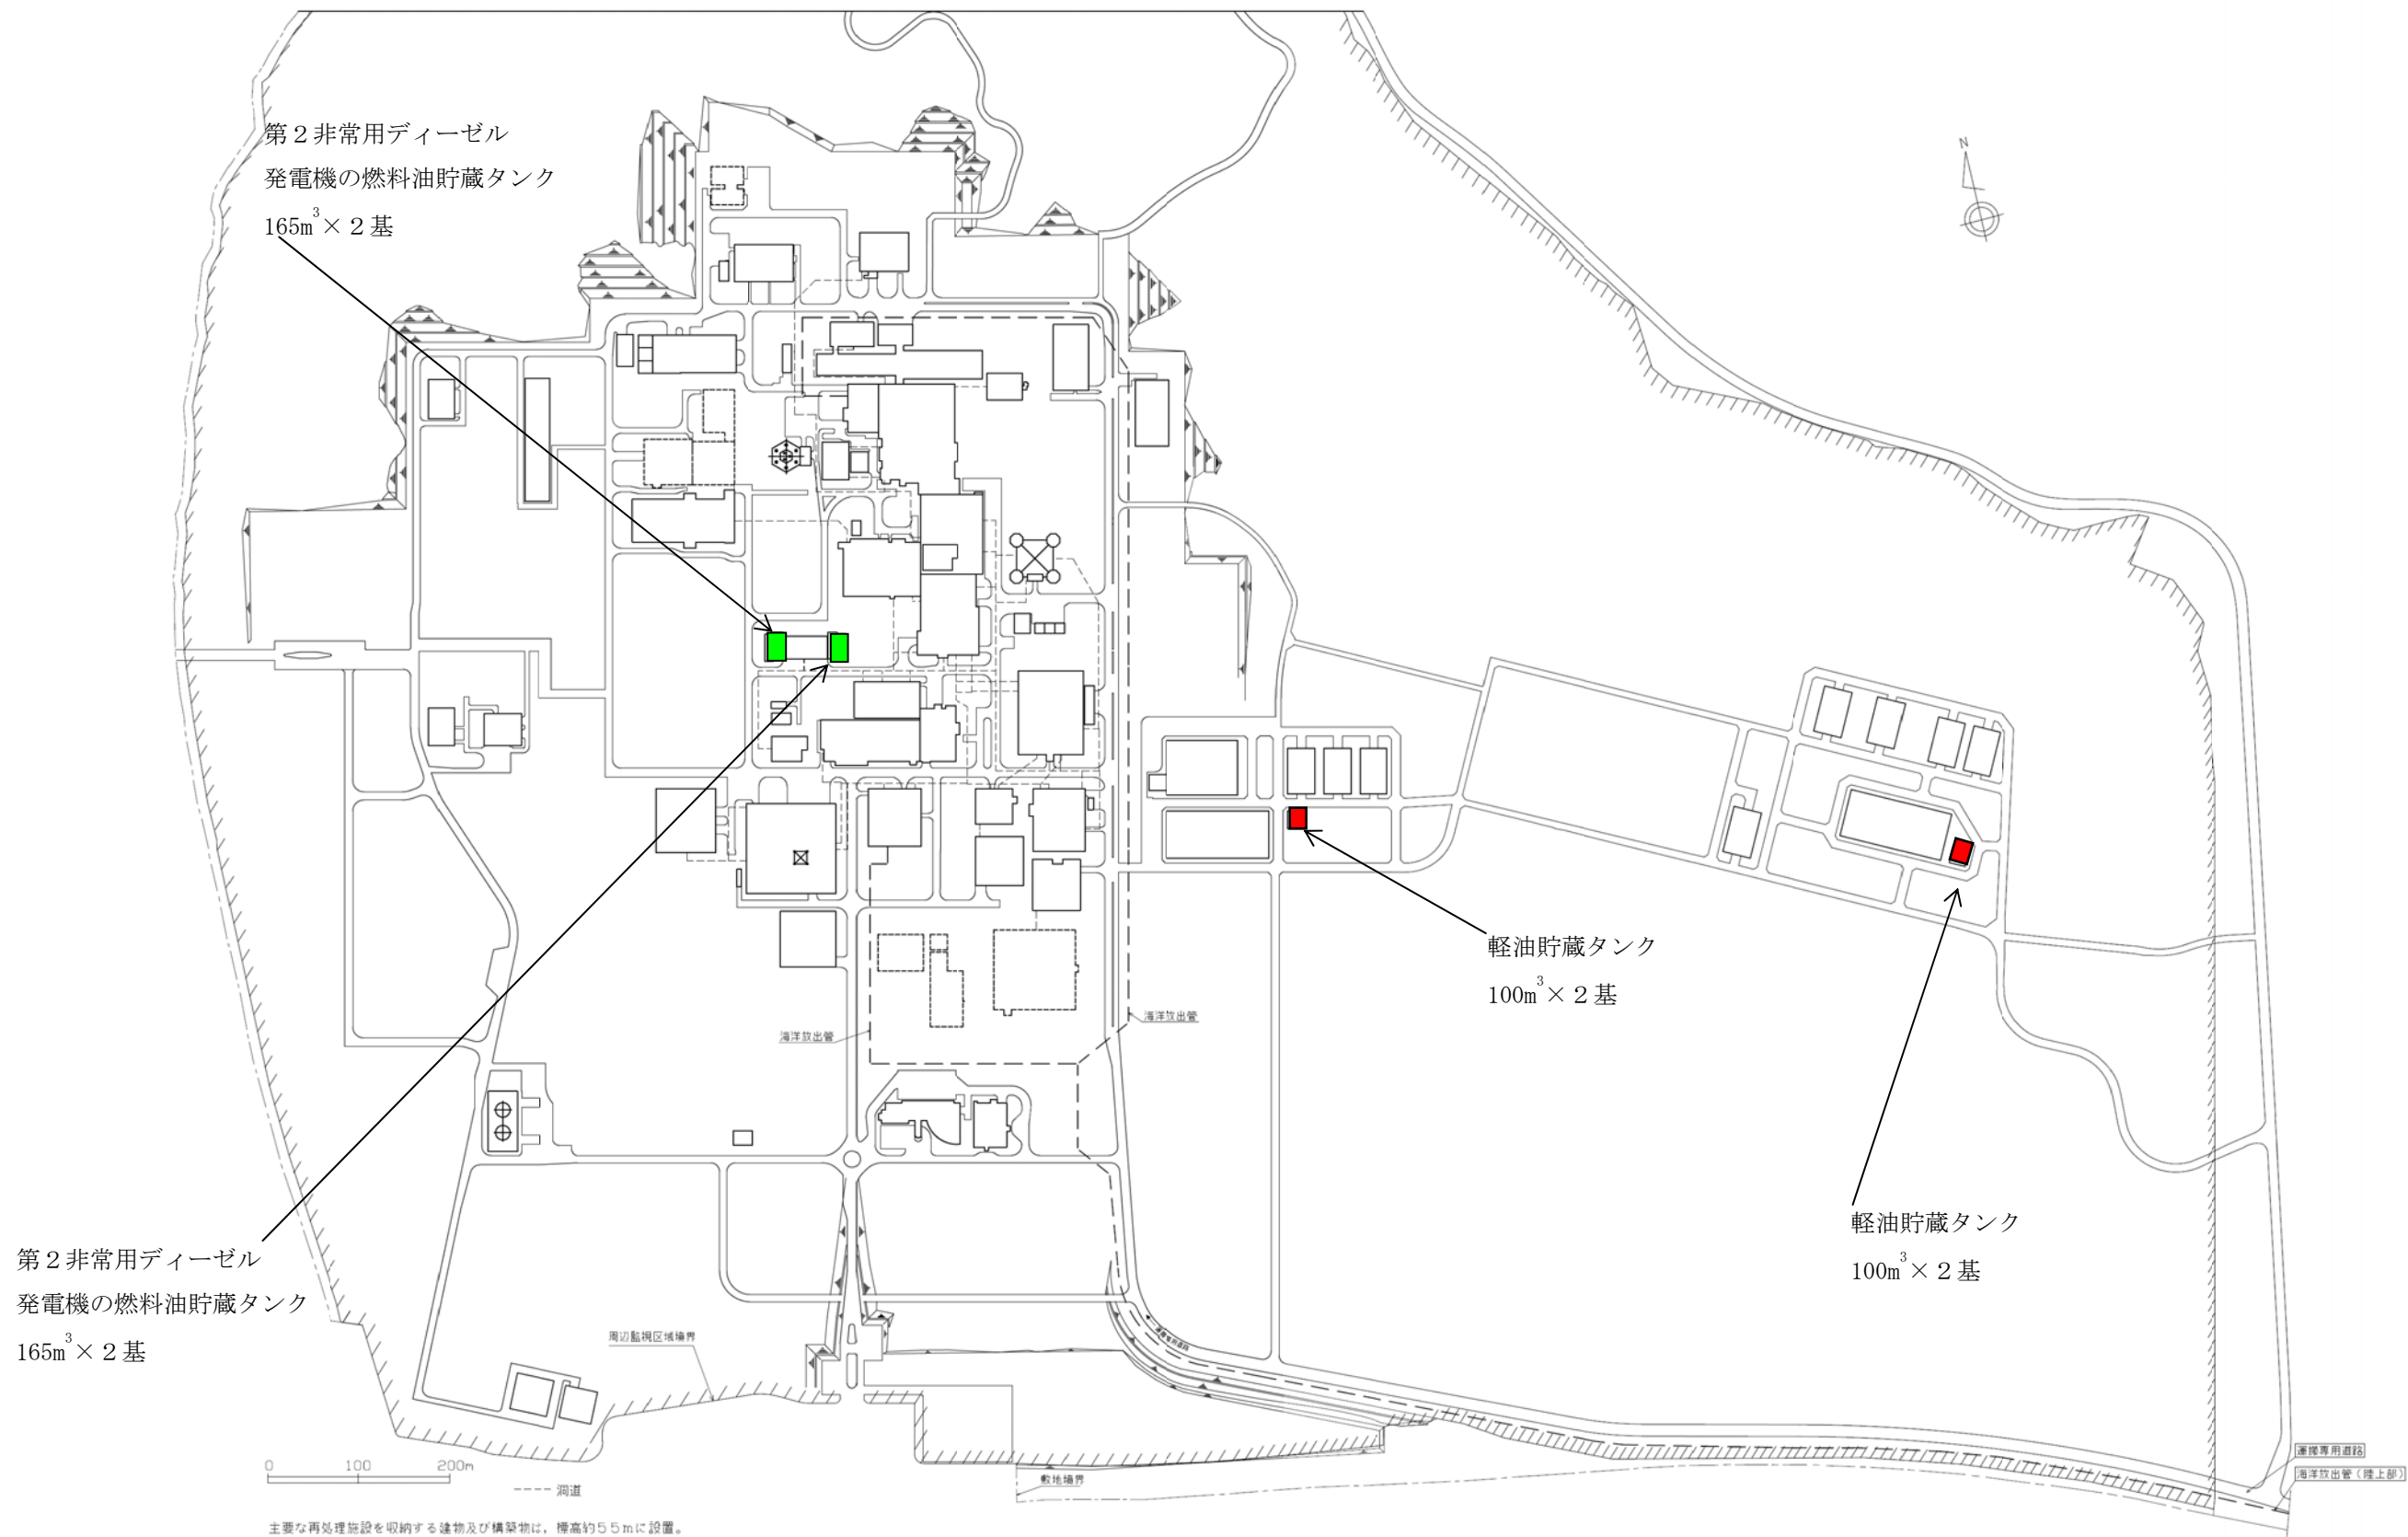 第２非常用ディーゼル
発電機の燃料油貯蔵タンク
165m³×２基
N
軽油貯蔵タンク
100m³×２基
海洋放出管
海洋放出管
軽油貯蔵タンク
100m³×２基
第２非常用ディーゼル
発電機の燃料油貯蔵タンク
165m³×２基
周辺監視区域境界
運搬専用道路
運搬専用道路
海洋放出管（陸上部）
敷地境界
0 100 200m
---- 洞道
主要な再処理施設を収納する建物及び構築物は，標高約５５ｍに設置。